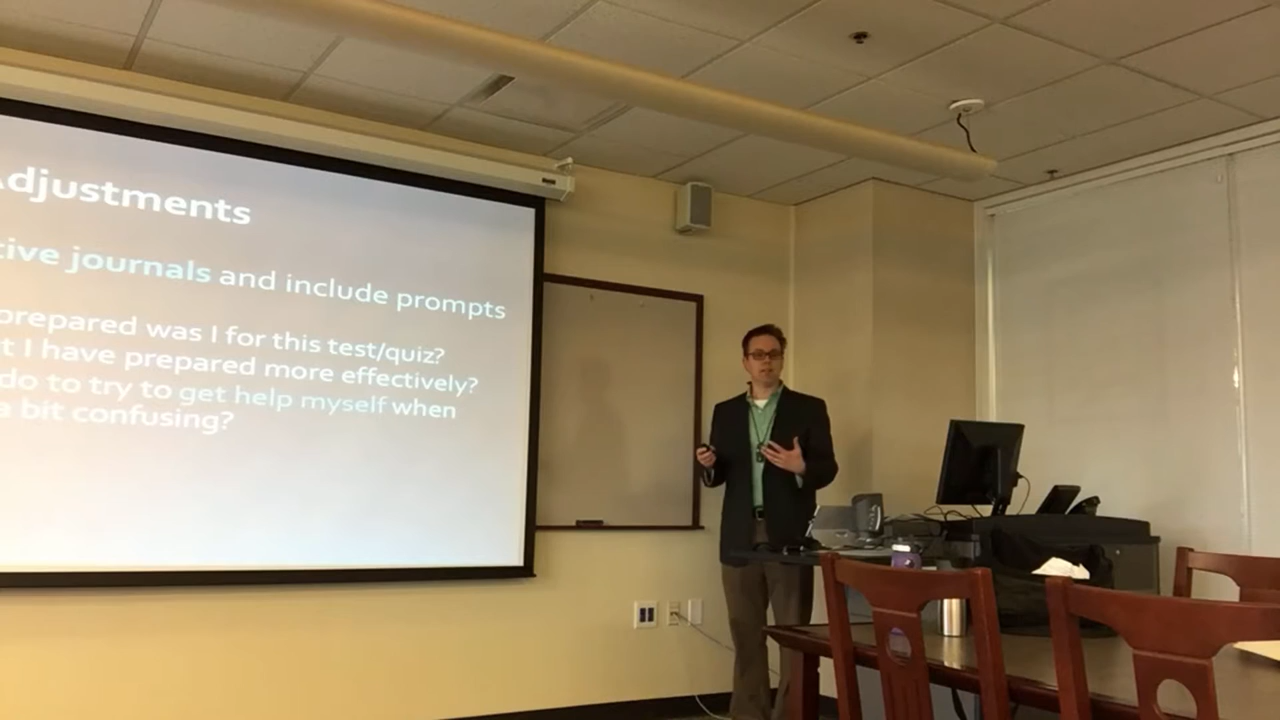 djustments
tive journals and include prompts
prepared was I for this test/quiz?
t I have prepared more effectively?
do to try to get help myself when
a bit confusing?